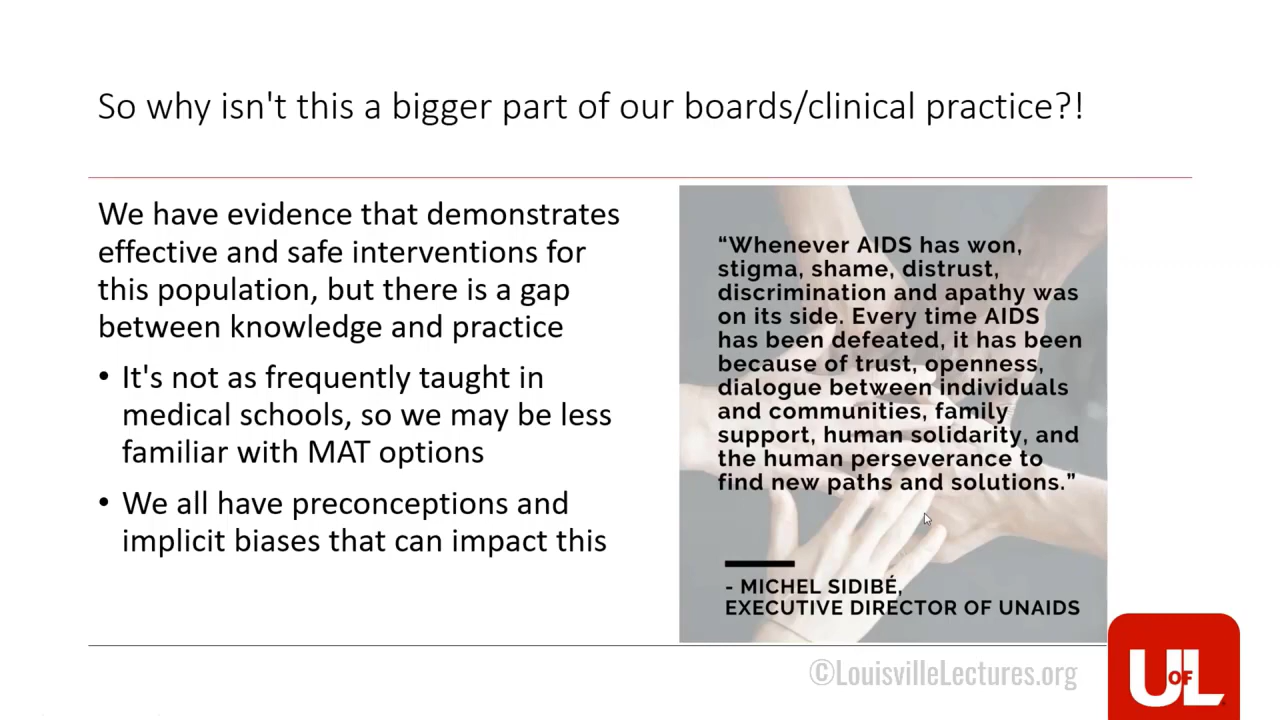 So why isn't this a bigger part of our boards/clinical practice?!
We have evidence that demonstrates
effective and safe interventions for
this population, but there is a gap
between knowledge and practice
• It's not as frequently taught in
medical schools, so we may be less
familiar with MAT options
• We all have preconceptions and
implicit biases that can impact this
“Whenever AIDS has won,
stigma, shame, distrust,
discrimination and apathy was
on its side. Every time AIDS
has been defeated, it has been
because of trust, openness,
dialogue between individuals
and communities, family
support, human solidarity, and
the human perseverance to
find new paths and solutions.”
- MICHEL SIDIBÉ,
EXECUTIVE DIRECTOR OF UNAIDS
©LouisvilleLectures.org
U OF L